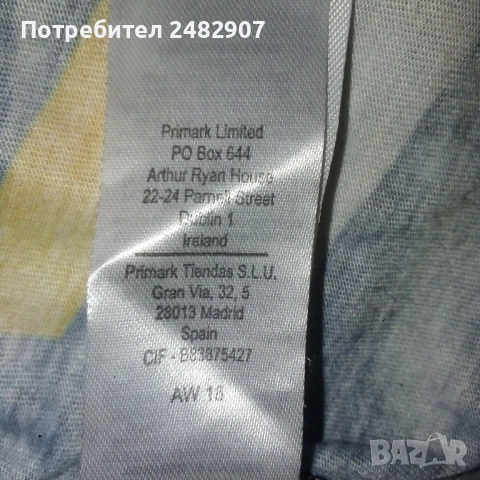 Потребител 2482907
Primark Limited
PO Box 644
Arthur Ryan House
22-24 Parnell Street
Dublin 1
Ireland
Primark Tiendas S.L.U.
Gran Via, 32, 5
28013 Madrid
Spain
CIF - B83875427
AW 18
BAZAR